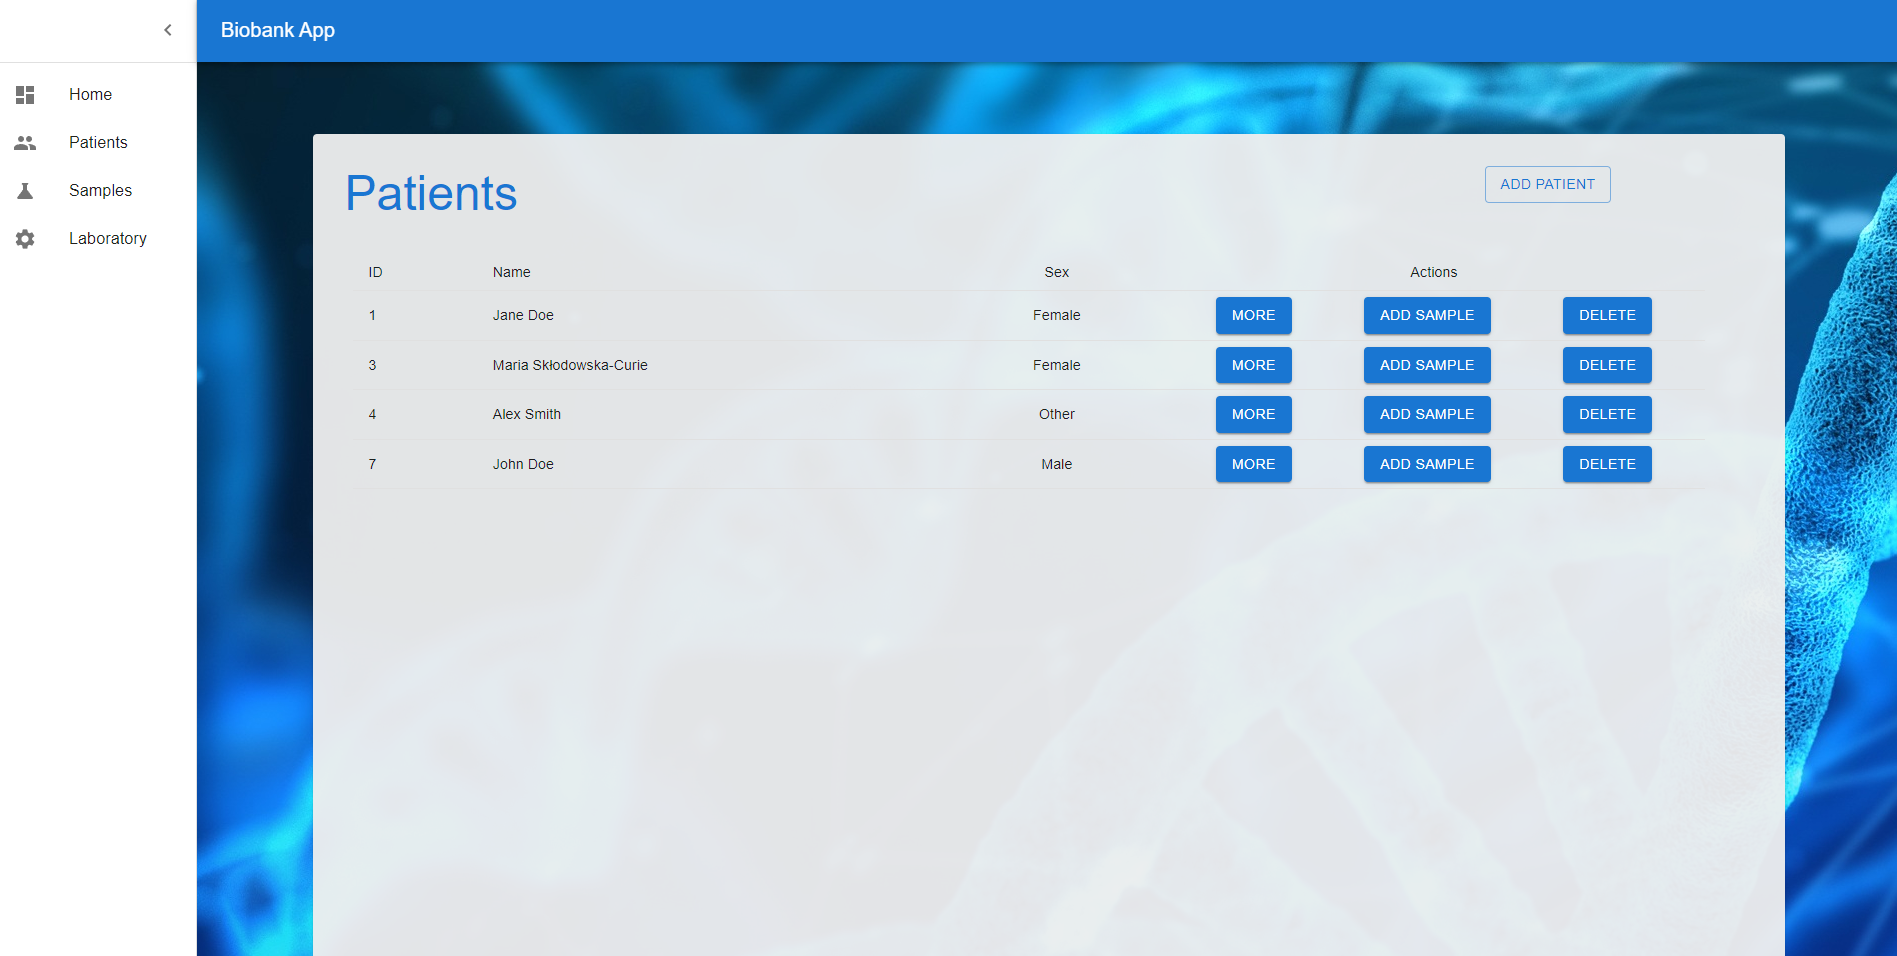 Biobank App
Home
Patients
Samples
Laboratory
Patients
ADD PATIENT
ID Name Sex Actions
1 Jane Doe Female MORE ADD SAMPLE DELETE
3 Maria Skłodowska-Curie Female MORE ADD SAMPLE DELETE
4 Alex Smith Other MORE ADD SAMPLE DELETE
7 John Doe Male MORE ADD SAMPLE DELETE